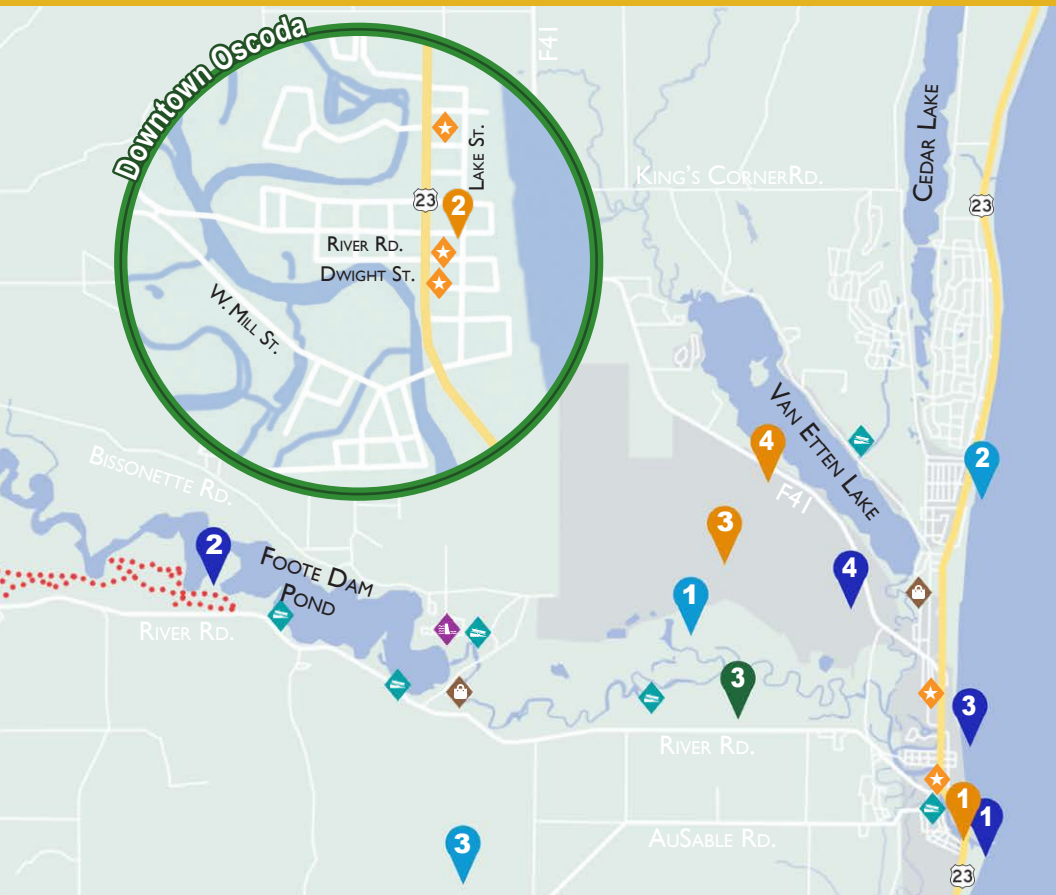 Downtown Oscoda
F41
LAKE ST.
23
2
RIVER RD.
DWIGHT ST.
W. MILL ST.
KING'S CORNERRD.
CEDAR LAKE
23
VAN ETTEN LAKE
4
F41
2
3
BISSONETTE RD.
2
FOOTE DAM
POND
1
4
RIVER RD.
3
3
RIVER RD.
1
1
AUSABLE RD.
3
23